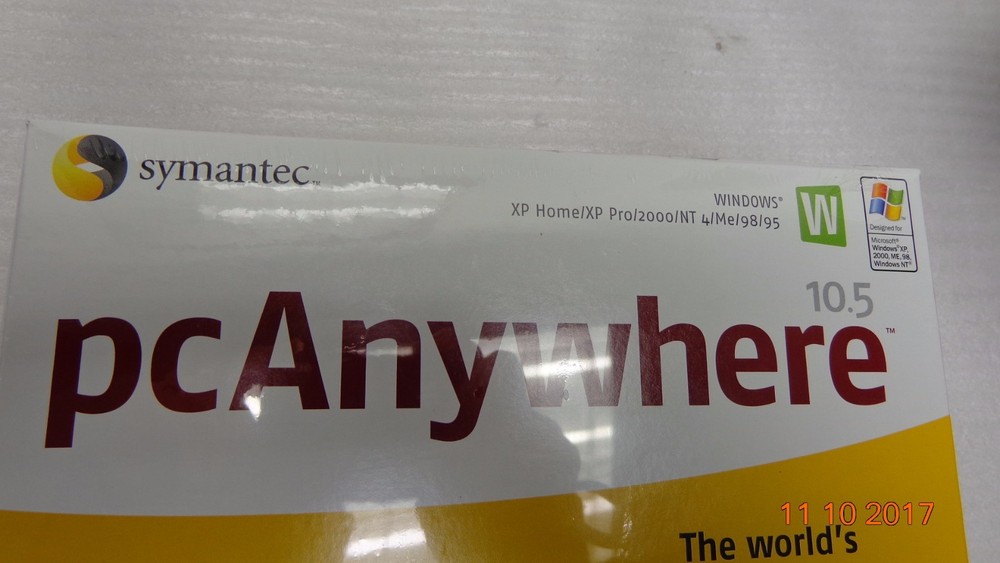 symantec™
WINDOWS®
XP Home/XP Pro/2000/NT 4/Me/98/95
W
Designed for
Microsoft®
Windows® XP,
2000, ME, 98,
Windows NT®
10.5
pcAnywhere™
The world's
11 10 2017